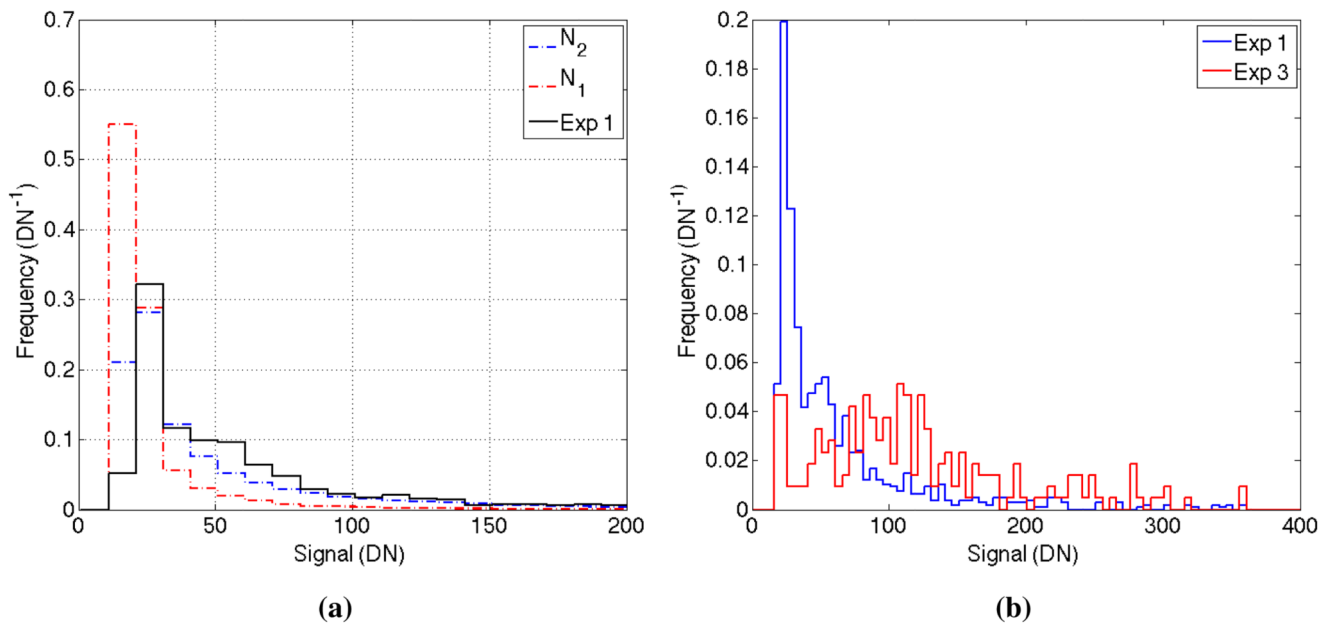 0.7
0.6
0.5
0.4
0.3
0.2
0.1
0
Frequency (DN⁻¹)
0 50 100 150 200
Signal (DN)
N₂
N₁
Exp 1
(a)
0.2
0.18
0.16
0.14
0.12
0.1
0.08
0.06
0.04
0.02
0
Frequency (DN⁻¹)
0 100 200 300 400
Signal (DN)
Exp 1
Exp 3
(b)